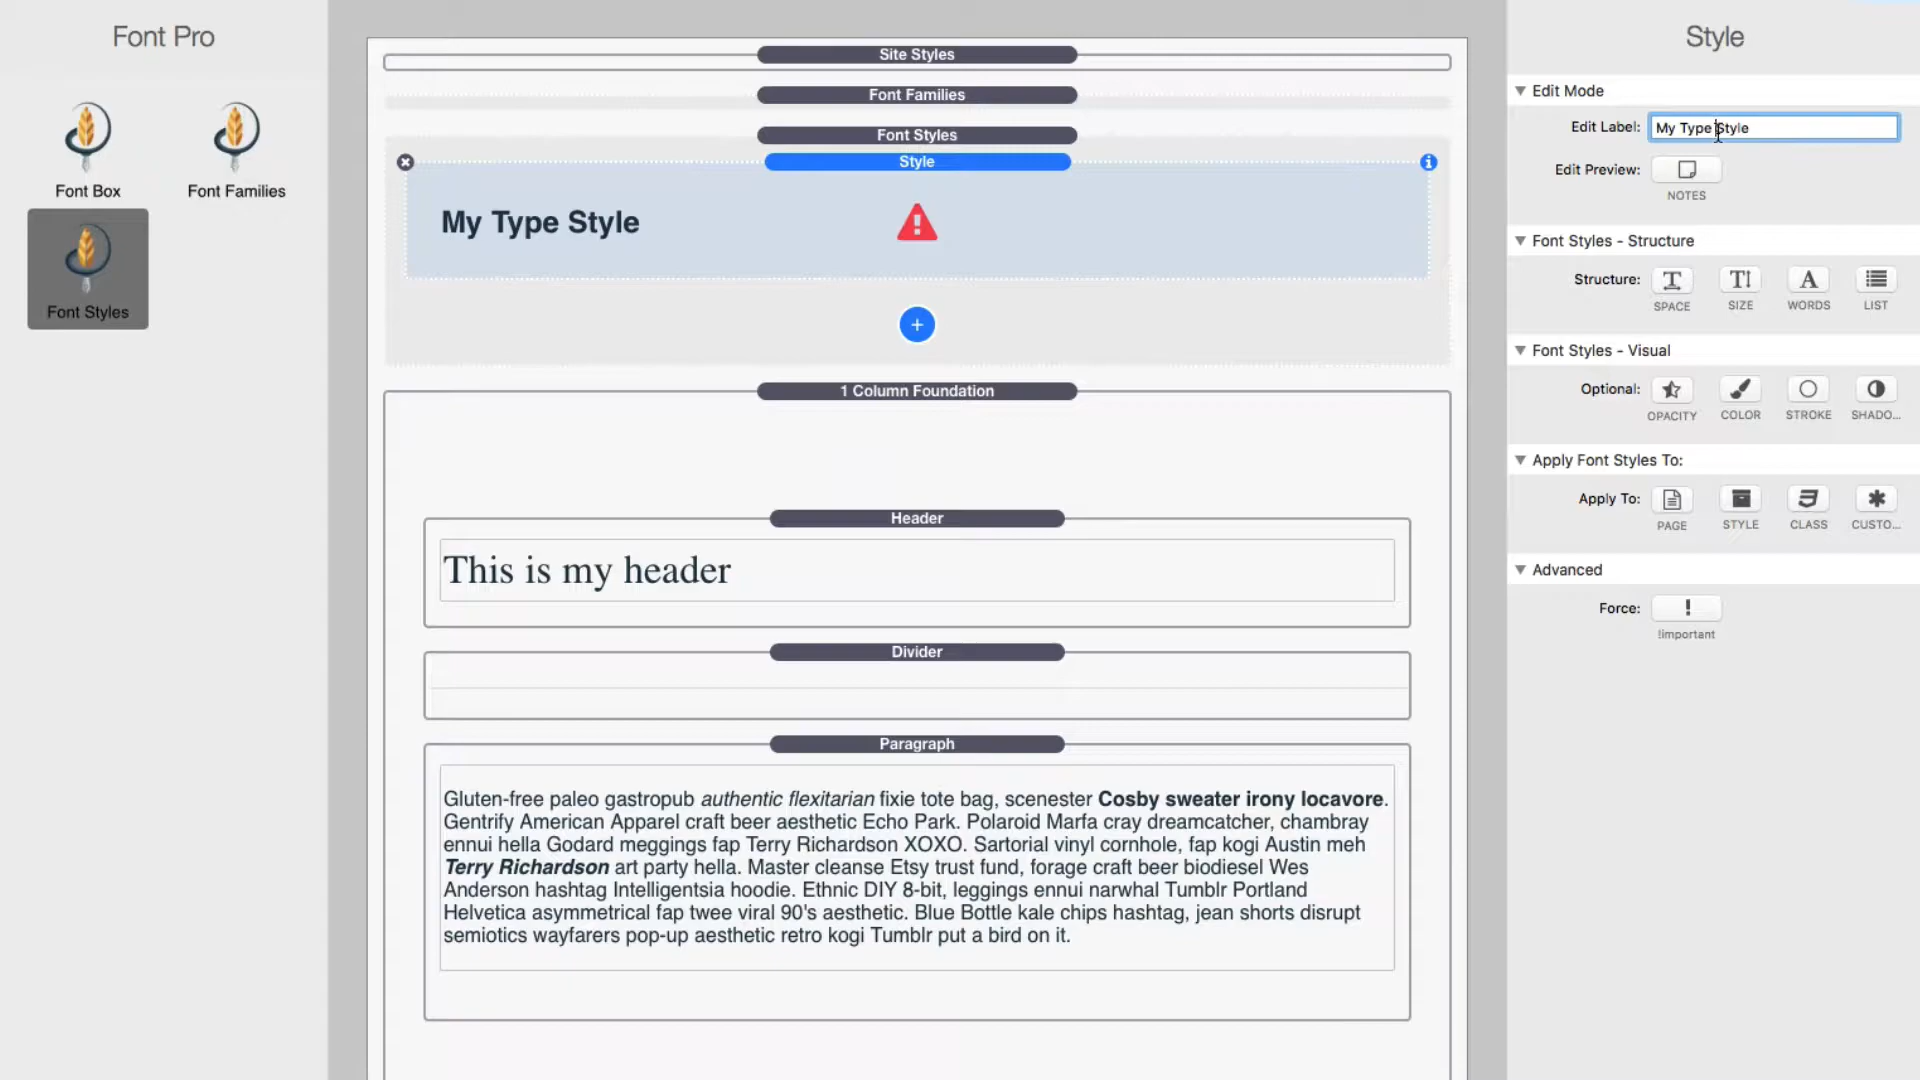 Font Pro
Font Box
Font Families
Font Styles
Site Styles
Font Families
Font Styles
Style
My Type Style
1 Column Foundation
Header
This is my header
Divider
Paragraph
Gluten-free paleo gastropub authentic flexitarian fixie tote bag, scenester Cosby sweater irony locavore.
Gentrify American Apparel craft beer aesthetic Echo Park. Polaroid Marfa cray dreamcatcher, chambray
ennui hella Godard meggings fap Terry Richardson XOXO. Sartorial vinyl cornhole, fap kogi Austin meh
Terry Richardson art party hella. Master cleanse Etsy trust fund, forage craft beer biodiesel Wes
Anderson hashtag Intelligentsia hoodie. Ethnic DIY 8-bit, leggings ennui narwhal Tumblr Portland
Helvetica asymmetrical fap twee viral 90's aesthetic. Blue Bottle kale chips hashtag, jean shorts disrupt
semiotics wayfarers pop-up aesthetic retro kogi Tumblr put a bird on it.
Style
Edit Mode
Edit Label: My Type Style
Edit Preview:
NOTES
Font Styles - Structure
Structure:
SPACE SIZE WORDS LIST
Font Styles - Visual
Optional:
OPACITY COLOR STROKE SHADO...
Apply Font Styles To:
Apply To:
PAGE STYLE CLASS CUSTO...
Advanced
Force: !
!important